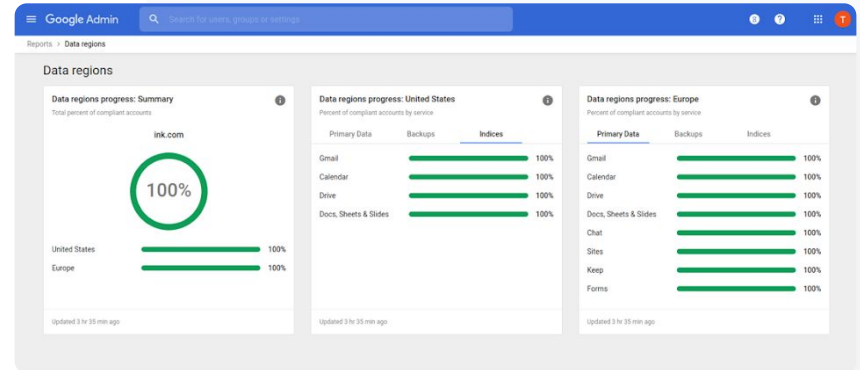 Google Admin
Search for users, groups or settings
T
Reports > Data regions
Data regions
Data regions progress: Summary
Total percent of compliant accounts
ink.com
100%
United States 100%
Europe 100%
Updated 3 hr 35 min ago
Data regions progress: United States
Percent of compliant accounts by service
Primary Data Backups Indices
Gmail 100%
Calendar 100%
Drive 100%
Docs, Sheets & Slides 100%
Updated 3 hr 35 min ago
Data regions progress: Europe
Percent of compliant accounts by service
Primary Data Backups Indices
Gmail 100%
Calendar 100%
Drive 100%
Docs, Sheets & Slides 100%
Chat 100%
Sites 100%
Keep 100%
Forms 100%
Updated 3 hr 35 min ago